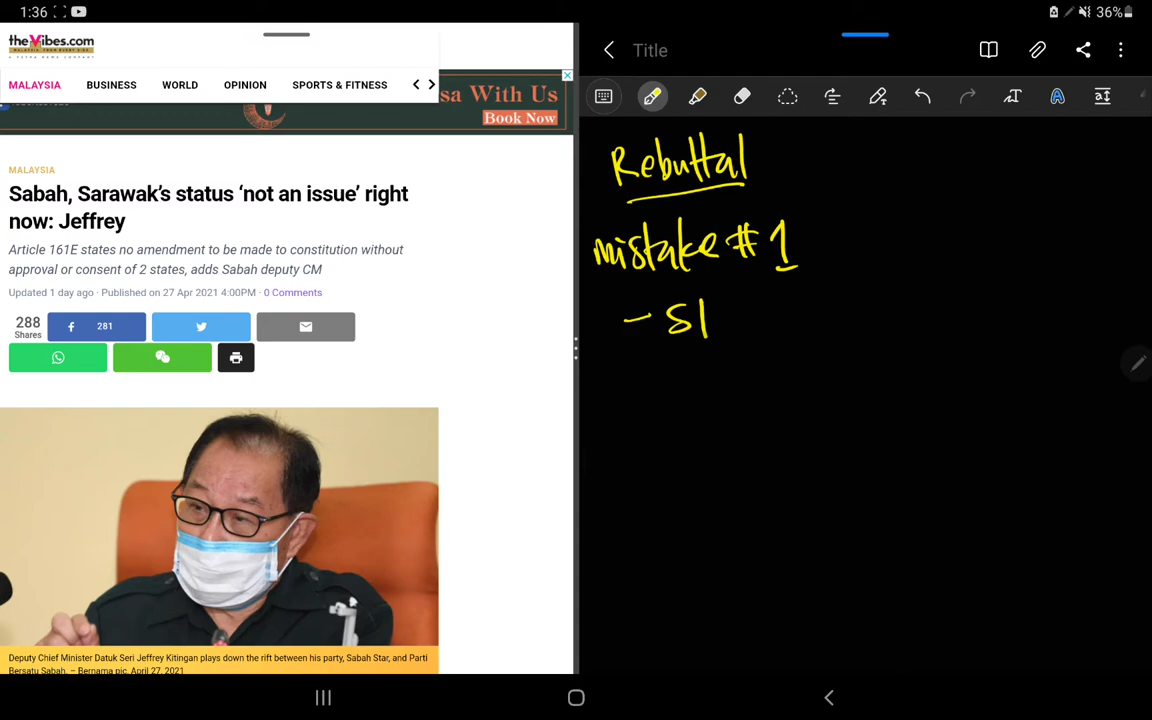 1:36
36%
theVibes.com
MALAYSIA BUSINESS WORLD OPINION SPORTS & FITNESS
sa With Us
Book Now
MALAYSIA
Sabah, Sarawak's status 'not an issue' right
now: Jeffrey
Article 161E states no amendment to be made to constitution without
approval or consent of 2 states, adds Sabah deputy CM
Updated 1 day ago · Published on 27 Apr 2021 4:00PM · 0 Comments
288
Shares
281
Deputy Chief Minister Datuk Seri Jeffrey Kitingan plays down the rift between his party, Sabah Star, and Parti
Bersatu Sabah. – Bernama pic, April 27, 2021
Title
Rebuttal
mistake # 1